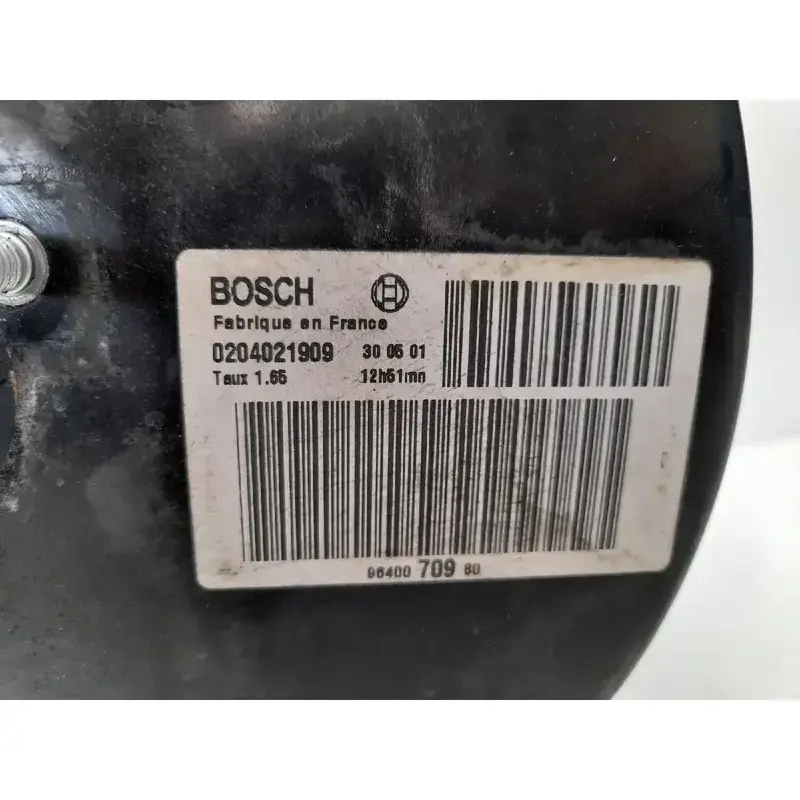 BOSCH
Fabrique en France
0204021909 30 05 01
Taux 1.65 12h51mn
96400 709 80